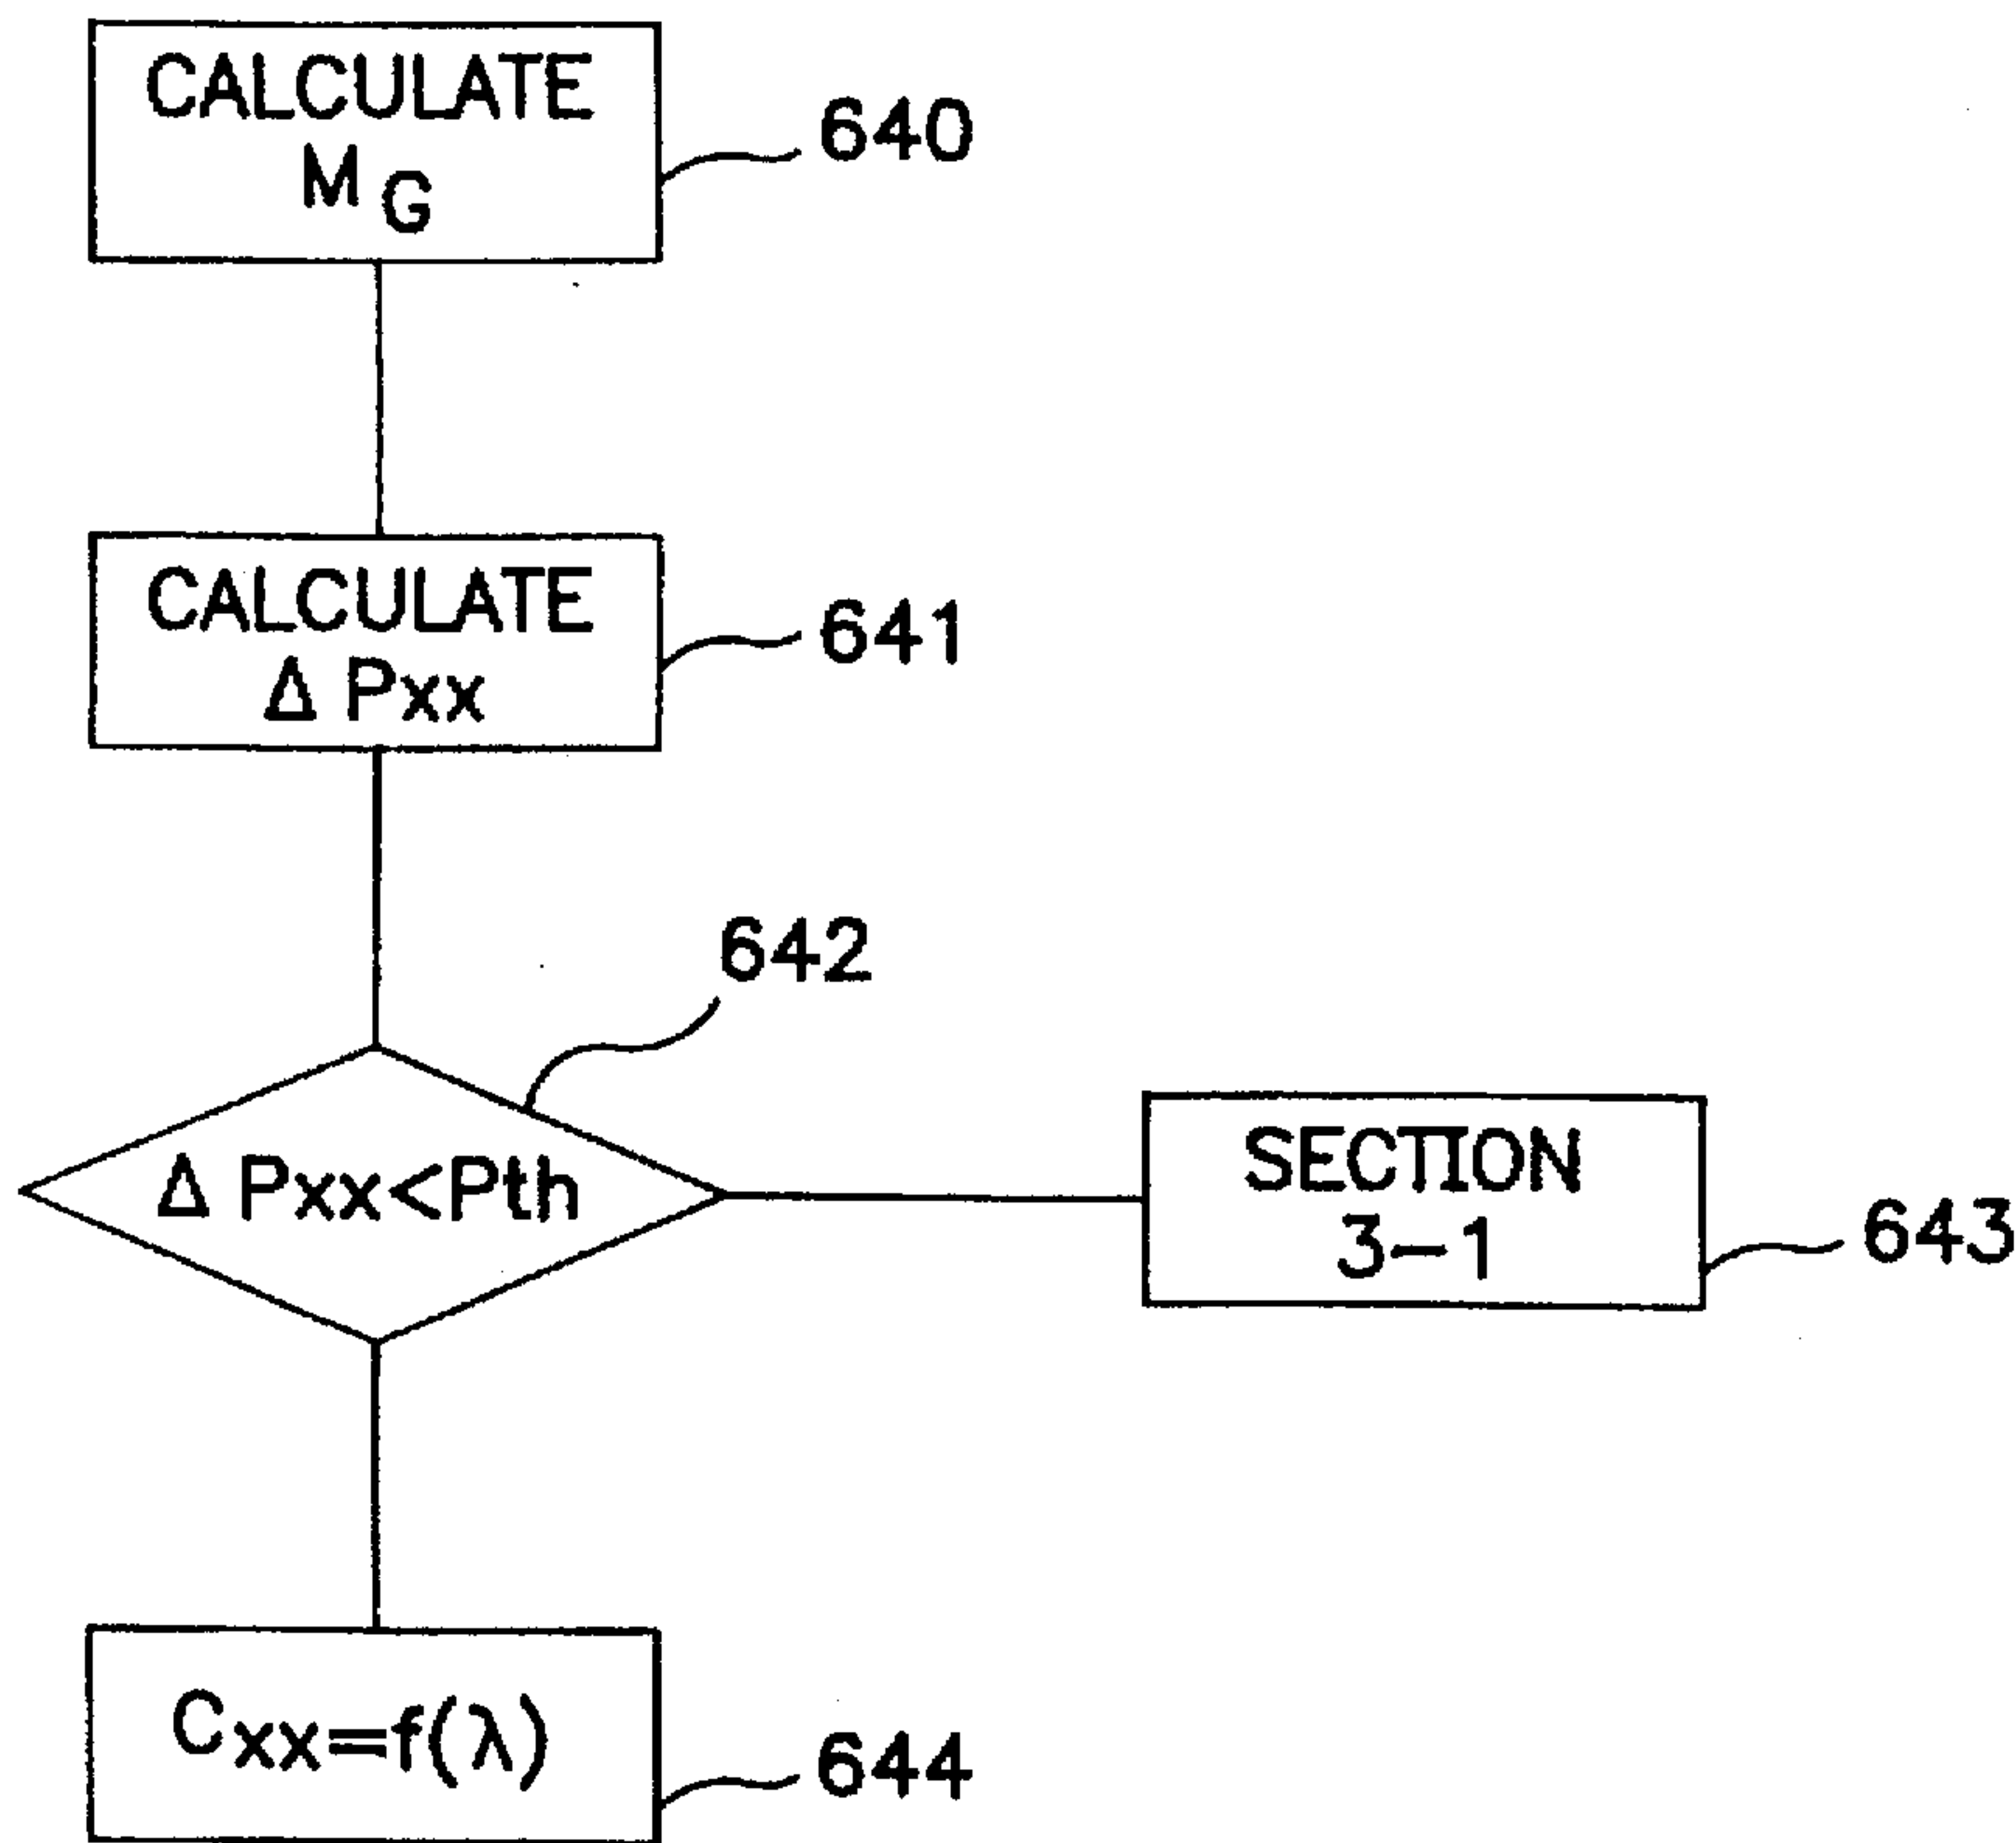 CALCULATE
M G
640
CALCULATE
Δ Pxx
641
642
Δ Pxx<Pth
SECTION
3-1
643
Cxx=f(λ)
644